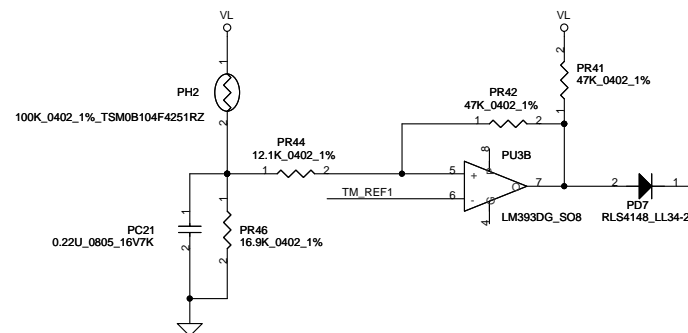 VL
VL
1
2
PH2
100K_0402_1%_TSM0B104F4251RZ
2
PR41
47K_0402_1%
1
PR42
47K_0402_1%
1
2
PR44
12.1K_0402_1%
1
2
8
PU3B
5
+
P
O
7
6
-
G
TM_REF1
4
LM393DG_SO8
2
1
PD7
RLS4148_LL34-2
1
PC21
0.22U_0805_16V7K
2
1
PR46
16.9K_0402_1%
2